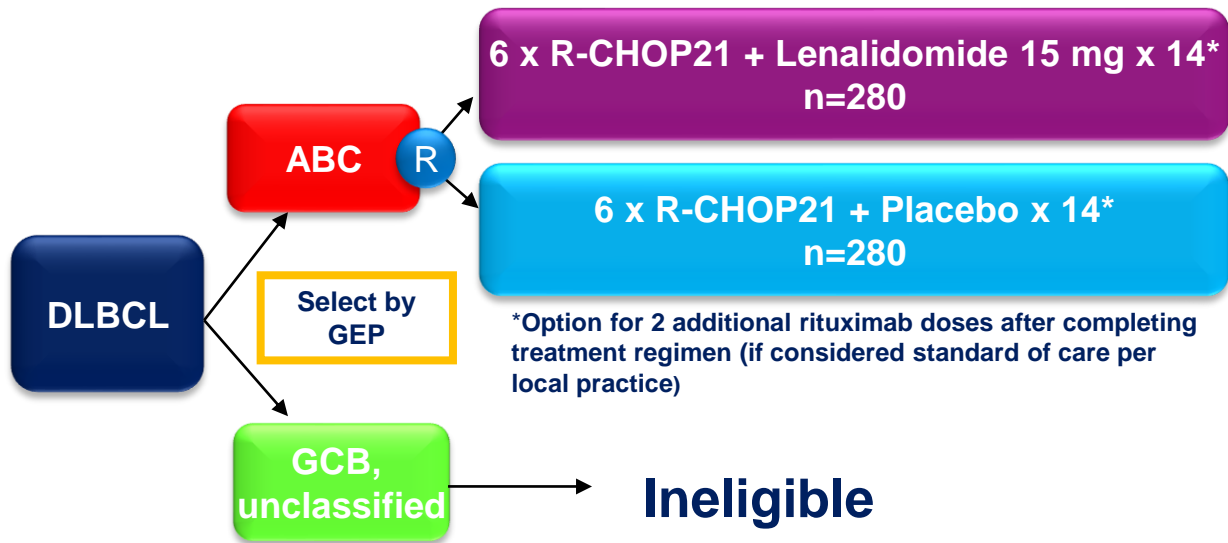 6 x R-CHOP21 + Lenalidomide 15 mg x 14*
n=280
ABC
R
6 x R-CHOP21 + Placebo x 14*
n=280
DLBCL
Select by
GEP
*Option for 2 additional rituximab doses after completing
treatment regimen (if considered standard of care per
local practice)
GCB,
unclassified
Ineligible